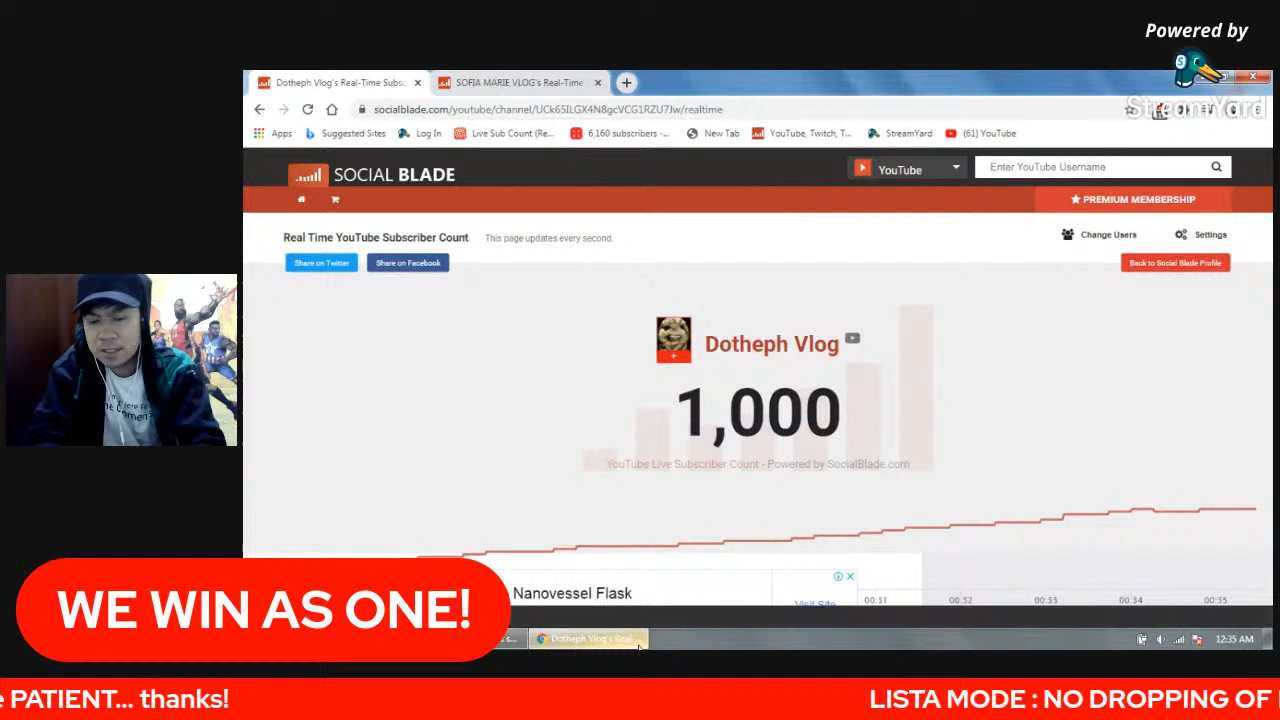 Powered by
StreamYard
Dotheph Vlog's Real-Time Subsc
SOFIA MARIE VLOG's Real-Time
socialblade.com/youtube/channel/UCk65ILGX4N8gcVCG1RZU7Jw/realtime
Apps
Suggested Sites
Log In
Live Sub Count (Re...
6,160 subscribers -...
New Tab
YouTube, Twitch, T...
StreamYard
(61) YouTube
SOCIAL BLADE
YouTube
Enter YouTube Username
PREMIUM MEMBERSHIP
Real Time YouTube Subscriber Count
This page updates every second.
Change Users
Settings
Share on Twitter
Share on Facebook
Back to Social Blade Profile
Dotheph Vlog
1,000
YouTube Live Subscriber Count - Powered by SocialBlade.com
Nanovessel Flask
Visit Site
00:31 00:32 00:33 00:34 00:35
WE WIN AS ONE!
Dotheph Vlog's Real-...
12:35 AM
PATIENT... thanks!
LISTA MODE : NO DROPPING OF